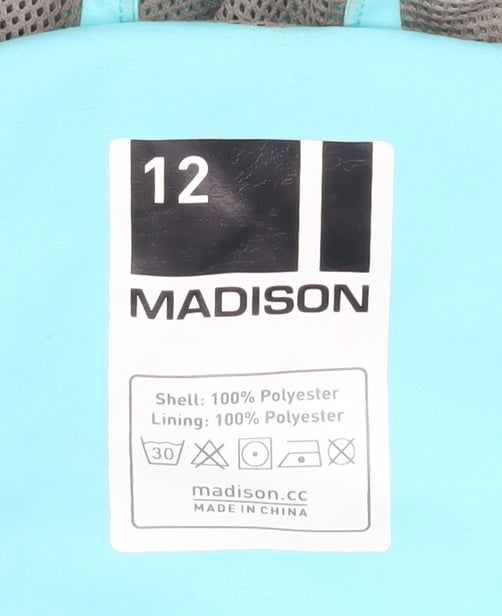 12
MADISON
Shell: 100% Polyester
Lining: 100% Polyester
30
madison.cc
MADE IN CHINA